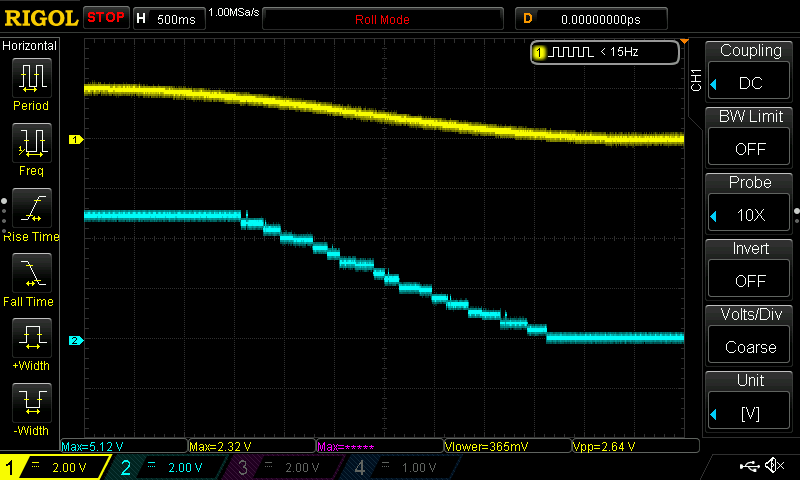 RIGOL STOP H 500ms 1.00MSa/s Roll Mode D 0.00000000ps
Horizontal
Period
Freq
Rise Time
Fall Time
+Width
-Width
1 < 15Hz
1
2
CH1
Coupling
DC
BW Limit
OFF
Probe
10X
Invert
OFF
Volts/Div
Coarse
Unit
[V]
Max=5.12 V Max=2.32 V Max=***** Vlower=365mV Vpp=2.64 V
1 2.00 V 2 2.00 V 3 2.00 V 4 1.00 V